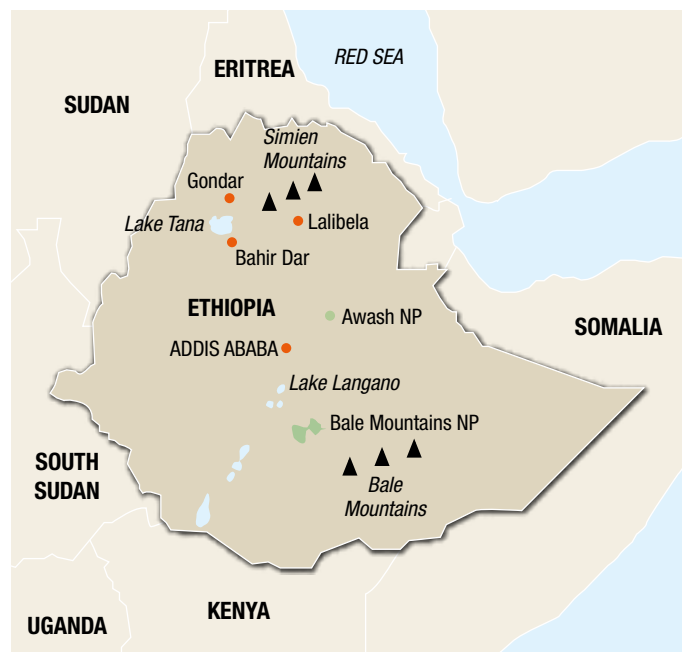 RED SEA
ERITREA
SUDAN
Simien
Mountains
Gondar
Lake Tana
Lalibela
Bahir Dar
ETHIOPIA
Awash NP
SOMALIA
ADDIS ABABA
Lake Langano
Bale Mountains NP
SOUTH
SUDAN
Bale
Mountains
KENYA
UGANDA